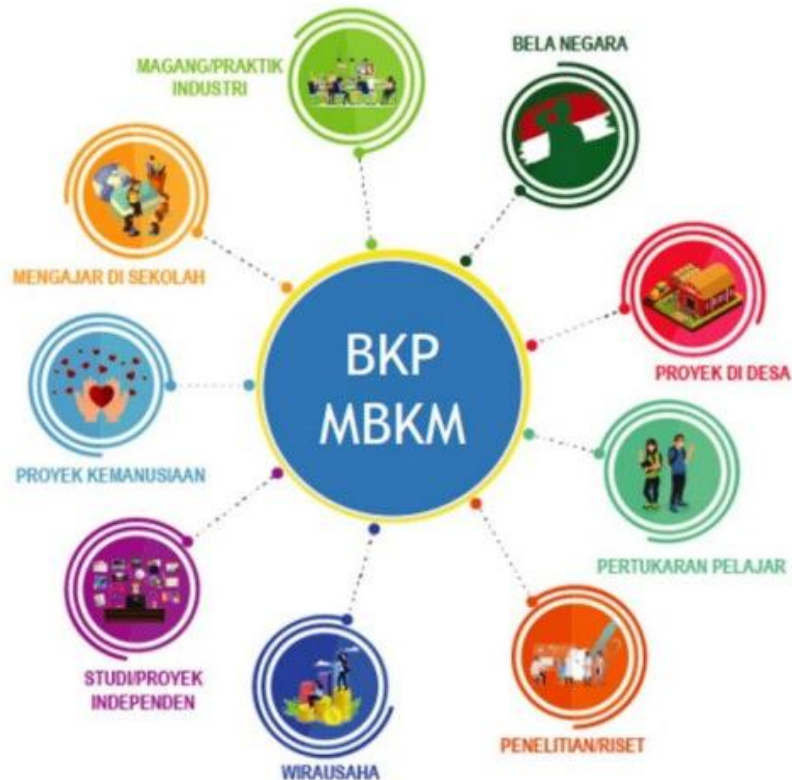 MAGANG/PRAKTIK
INDUSTRI
BELA NEGARA
MENGAJAR DI SEKOLAH
PROYEK DI DESA
BKP
MBKM
PROYEK KEMANUSIAAN
PERTUKARAN PELAJAR
STUDI/PROYEK
INDEPENDEN
PENELITIAN/RISET
WIRAUSAHA